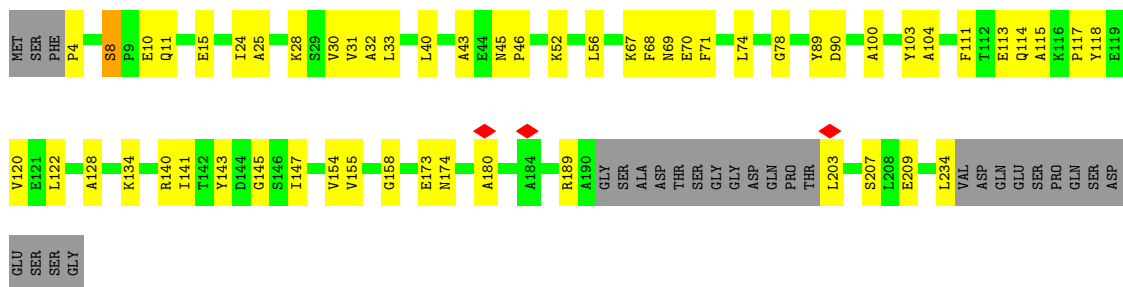 MET SER PHE P4 S8 P9 E10 Q11 E15 I24 A25 K28 S29 V30 V31 A32 L33 L40 A43 E44 N45 P46 K52 L56 K67 F68 N69 E70 F71 L74 G78 Y89 D90 A100 Y103 A104 F111 T112 E113 Q114 A115 K116 P117 Y118 E119
V120 E121 L122 A128 K134 R140 I141 T142 Y143 D144 G145 S146 I147 V154 V155 G158 E173 N174 A180 A184 R189 A190 GLY SER ALA ASP THR SER GLY GLY ASP GLN PRO THR L203 S207 L208 E209 L234 VAL ASP GLN GLU SER PRO GLN SER ASP
GLU SER SER GLY